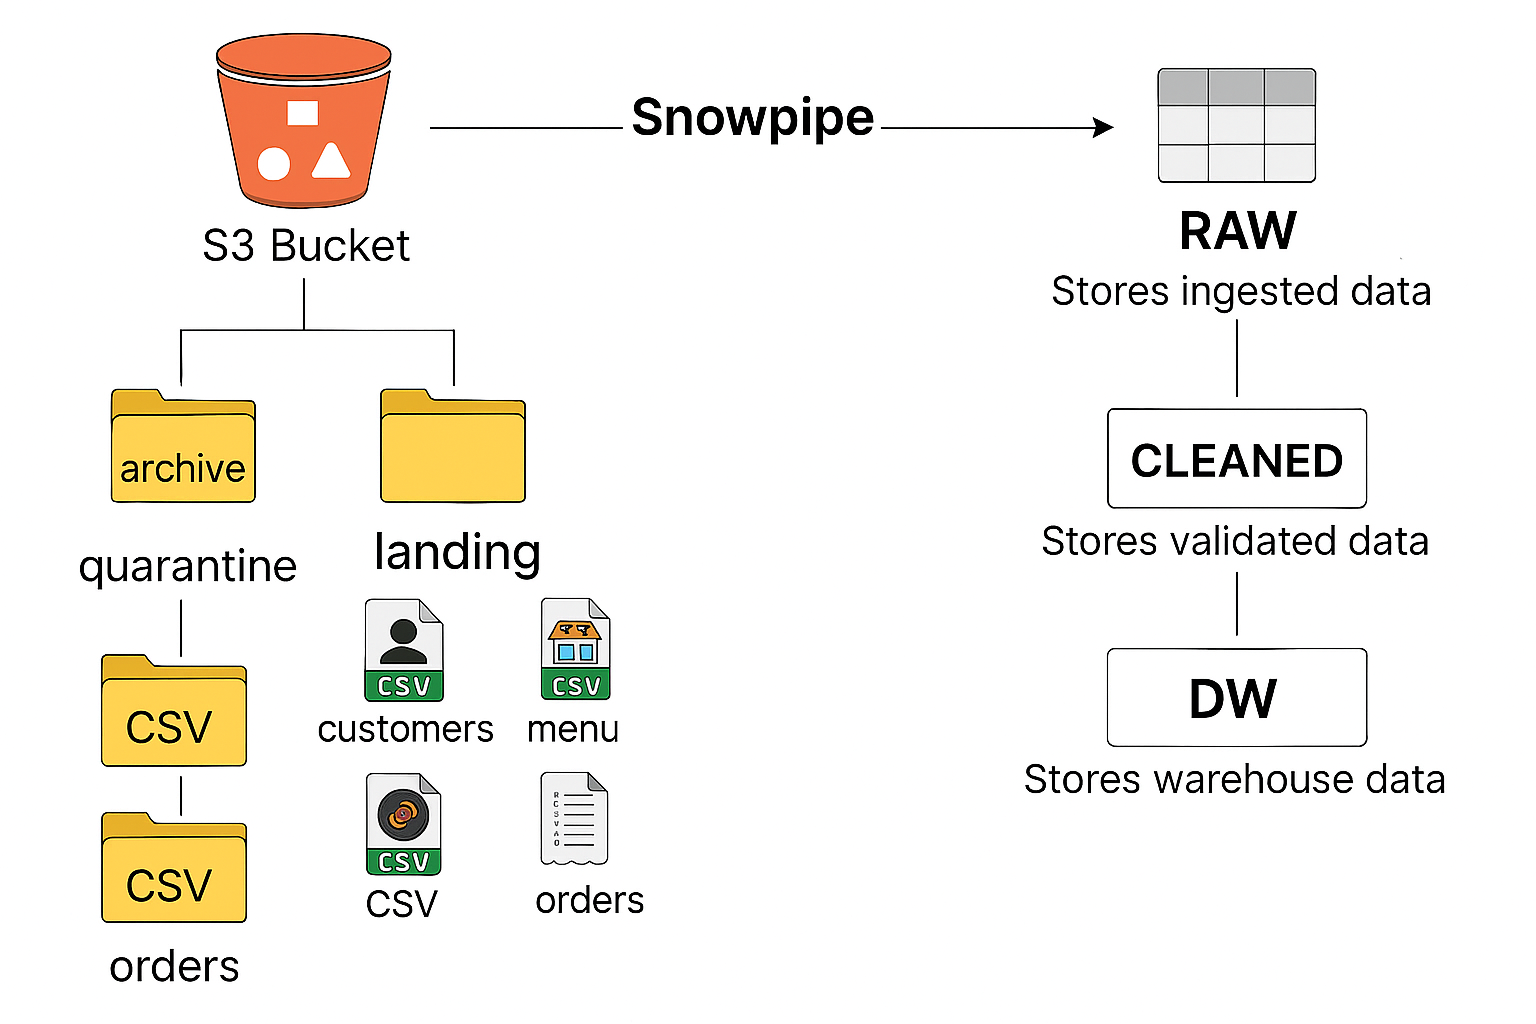 Snowpipe
S3 Bucket
RAW
Stores ingested data
archive
quarantine
landing
CSV
CSV
orders
CSV
customers
CSV
menu
CSV
CSV
R
C
S
V
A
O
orders
CLEANED
Stores validated data
DW
Stores warehouse data